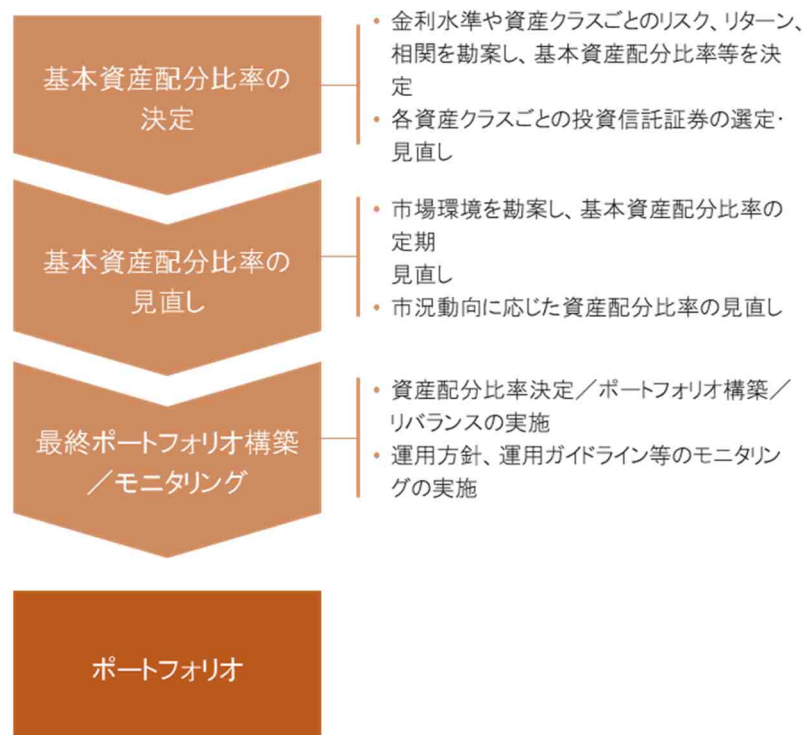 基本資産配分比率の
決定
• 金利水準や資産クラスごとのリスク、リターン、
相関を勘案し、基本資産配分比率等を決
定
• 各資産クラスごとの投資信託証券の選定・
見直し
基本資産配分比率の
見直し
• 市場環境を勘案し、基本資産配分比率の
定期
見直し
• 市況動向に応じた資産配分比率の見直し
最終ポートフォリオ構築
／モニタリング
• 資産配分比率決定／ポートフォリオ構築／
リバランスの実施
• 運用方針、運用ガイドライン等のモニタリン
グの実施
ポートフォリオ